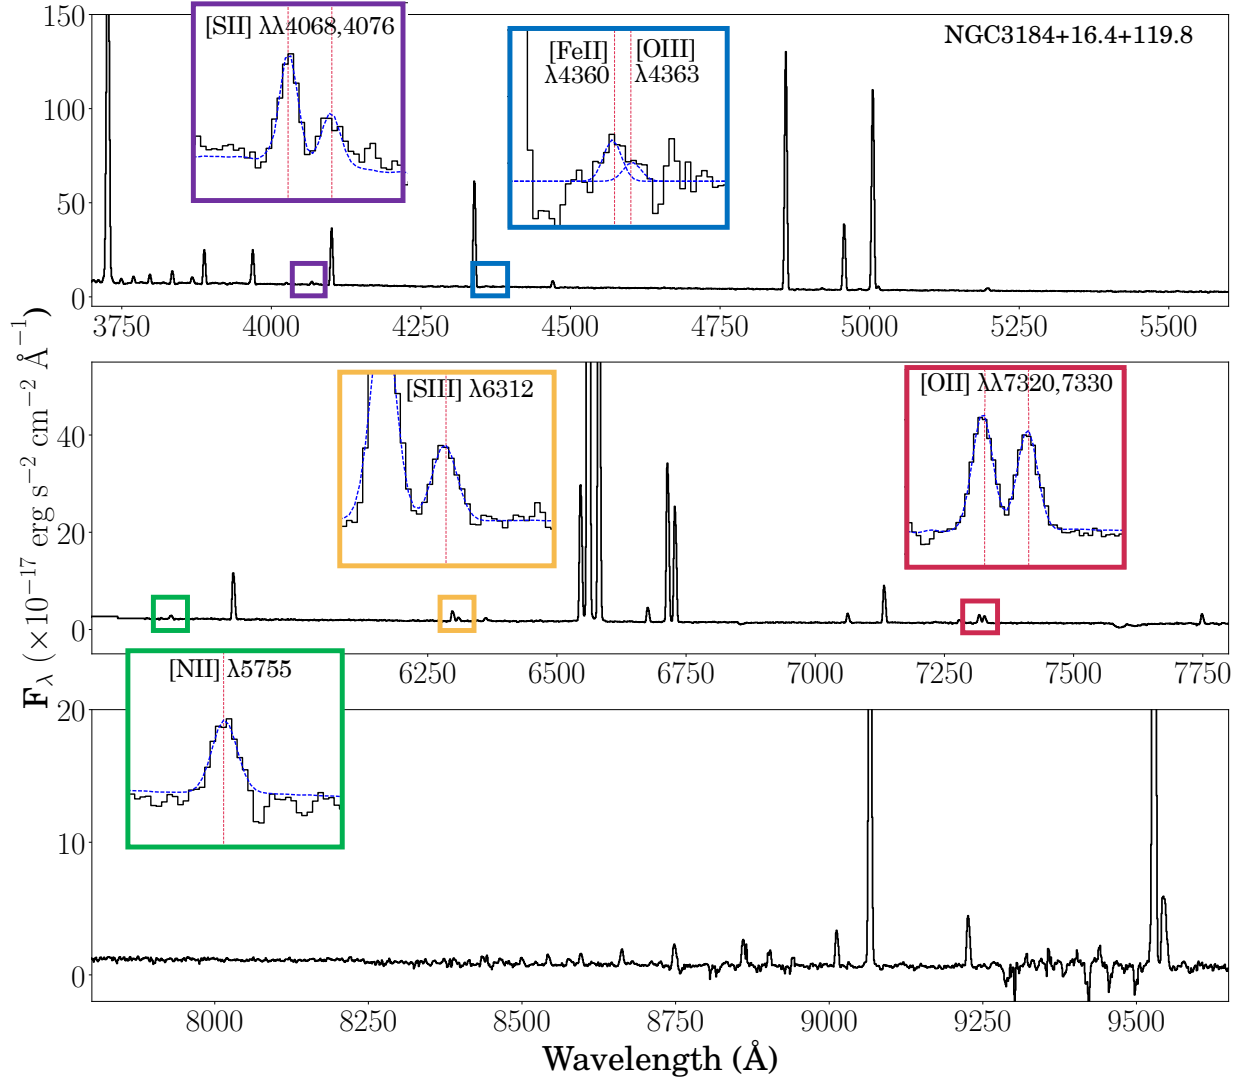 150
[SII] λλ4068,4076
[FeII] [OIII]
λ4360 λ4363
NGC3184+16.4+119.8
100
50
0
3750 4000 4250 4500 4750 5000 5250 5500
[SIII] λ6312
[OII] λλ7320,7330
40
20
0
6250 6500 6750 7000 7250 7500 7750
[NII] λ5755
20
10
0
8000 8250 8500 8750 9000 9250 9500
Wavelength (Å)
F_λ (×10⁻¹⁷ erg s⁻² cm⁻² Å⁻¹)